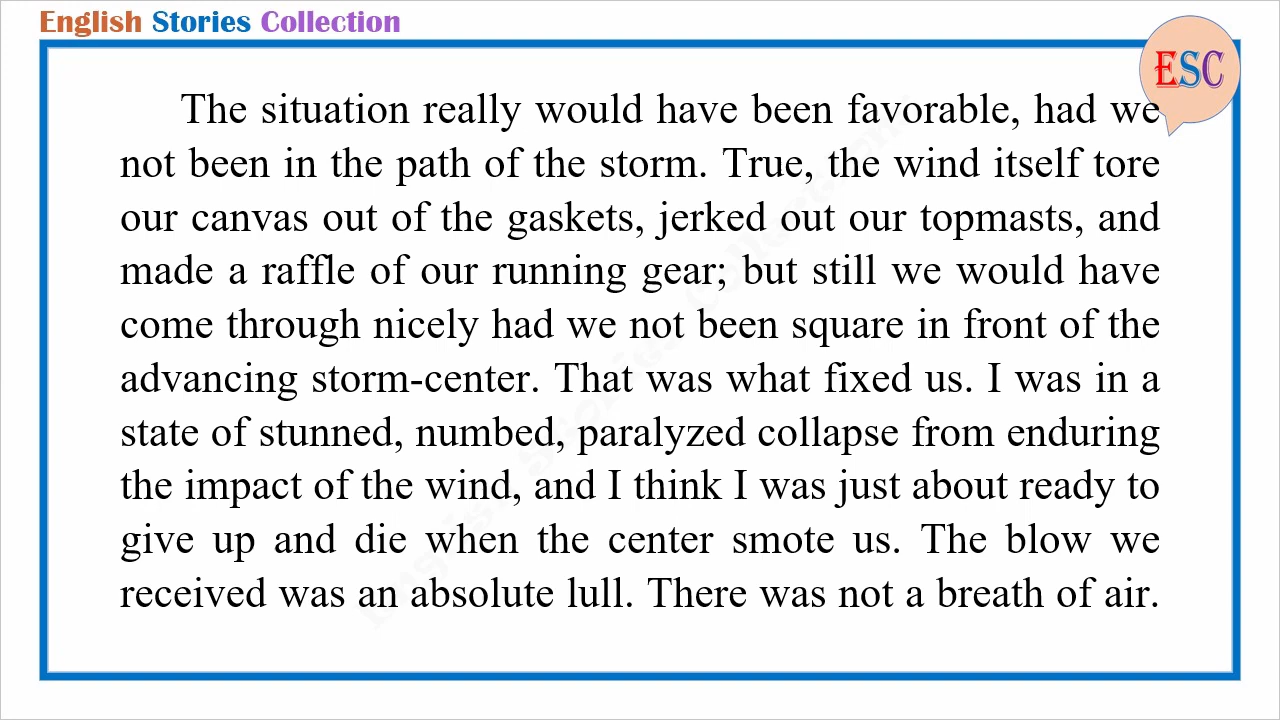 English Stories Collection
ESC
The situation really would have been favorable, had we
not been in the path of the storm. True, the wind itself tore
our canvas out of the gaskets, jerked out our topmasts, and
made a raffle of our running gear; but still we would have
come through nicely had we not been square in front of the
advancing storm-center. That was what fixed us. I was in a
state of stunned, numbed, paralyzed collapse from enduring
the impact of the wind, and I think I was just about ready to
give up and die when the center smote us. The blow we
received was an absolute lull. There was not a breath of air.
English Stories Collection